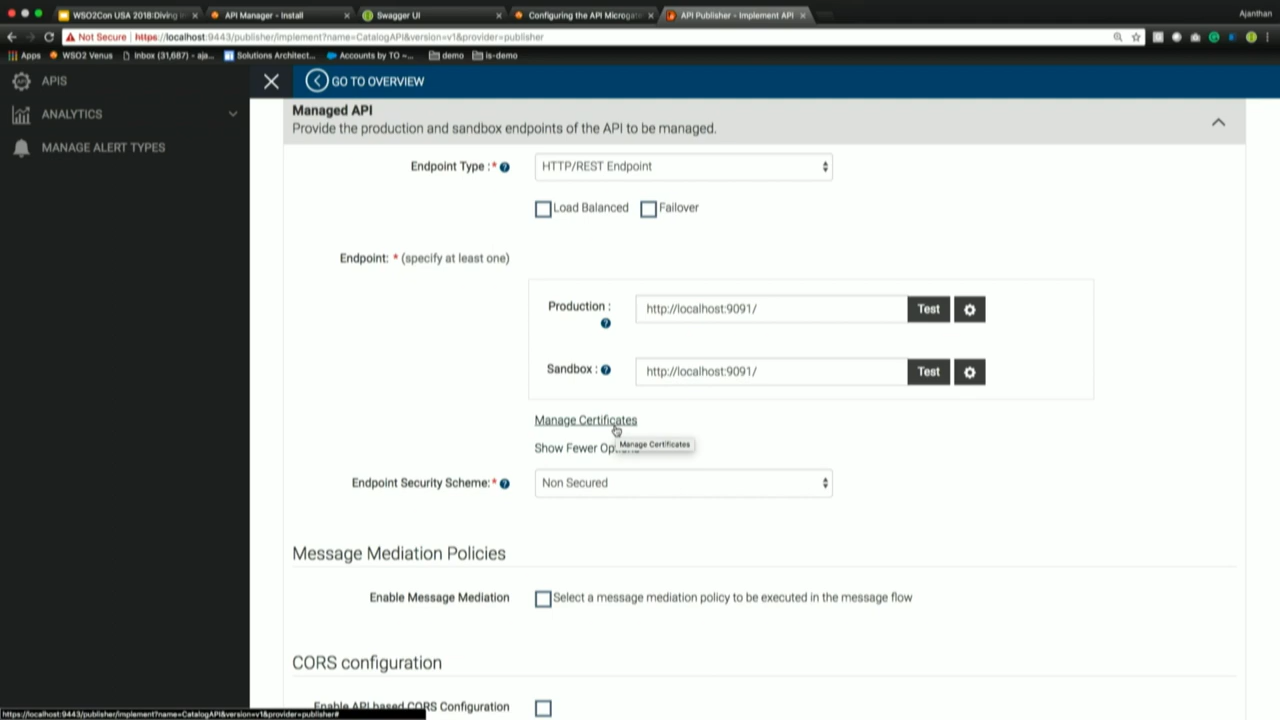 WSO2Con USA 2018:Diving
API Manager - Install
Swagger UI
Configuring the API Microgat
API Publisher - Implement API
Ajanthan
Not Secure
https://localhost:9443/publisher/implement?name=CatalogAPI&version=v1&provider=publisher
Apps
WSO2 Venus
Inbox (31,687) - aja...
Solutions Architect...
Accounts by TO –...
demo
is-demo
APIS
ANALYTICS
MANAGE ALERT TYPES
GO TO OVERVIEW
Managed API
Provide the production and sandbox endpoints of the API to be managed.
Endpoint Type :*
HTTP/REST Endpoint
Load Balanced
Failover
Endpoint: * (specify at least one)
Production :
http://localhost:9091/
Test
Sandbox :
http://localhost:9091/
Test
Manage Certificates
Manage Certificates
Show Fewer
Endpoint Security Scheme:*
Non Secured
Message Mediation Policies
Enable Message Mediation
Select a message mediation policy to be executed in the message flow
CORS configuration
Enable API based CORS Configuration
https://localhost:9443/publisher/implement?name=CatalogAPI&version=v1&provider=publisher#